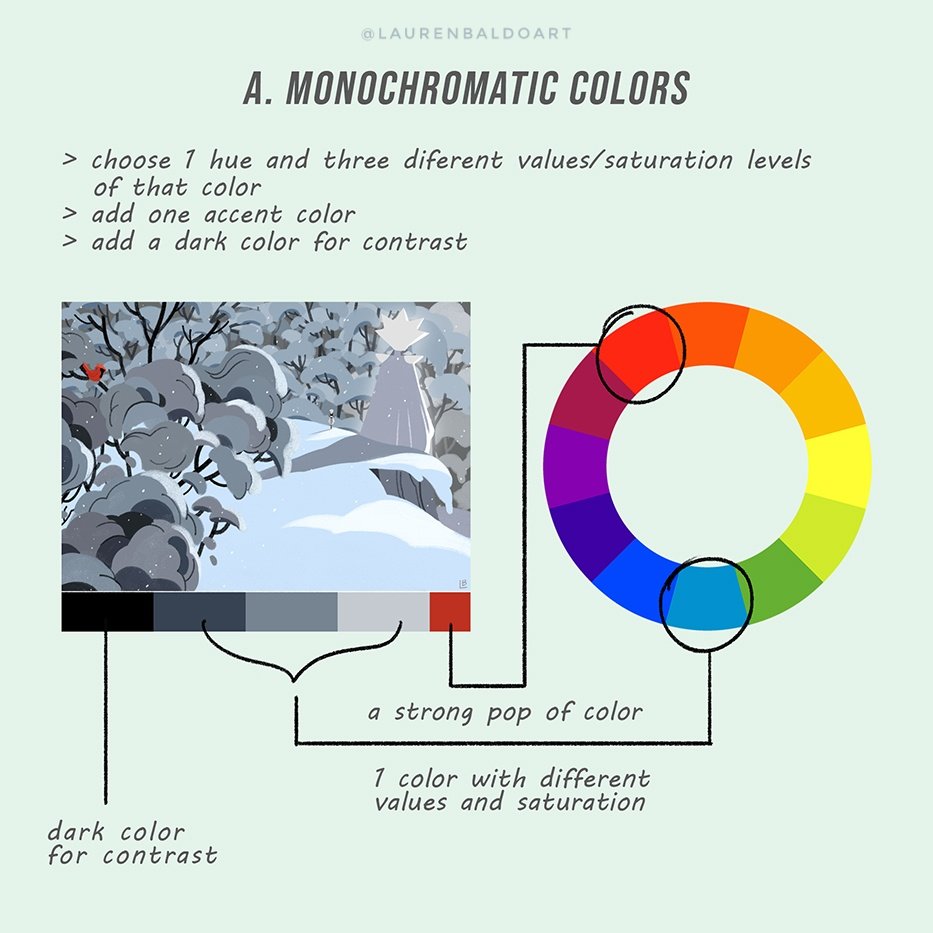 @LAURENBALDOART
A. MONOCHROMATIC COLORS
> choose 1 hue and three diferent values/saturation levels
of that color
> add one accent color
> add a dark color for contrast
LB
a strong pop of color
1 color with different
values and saturation
dark color
for contrast